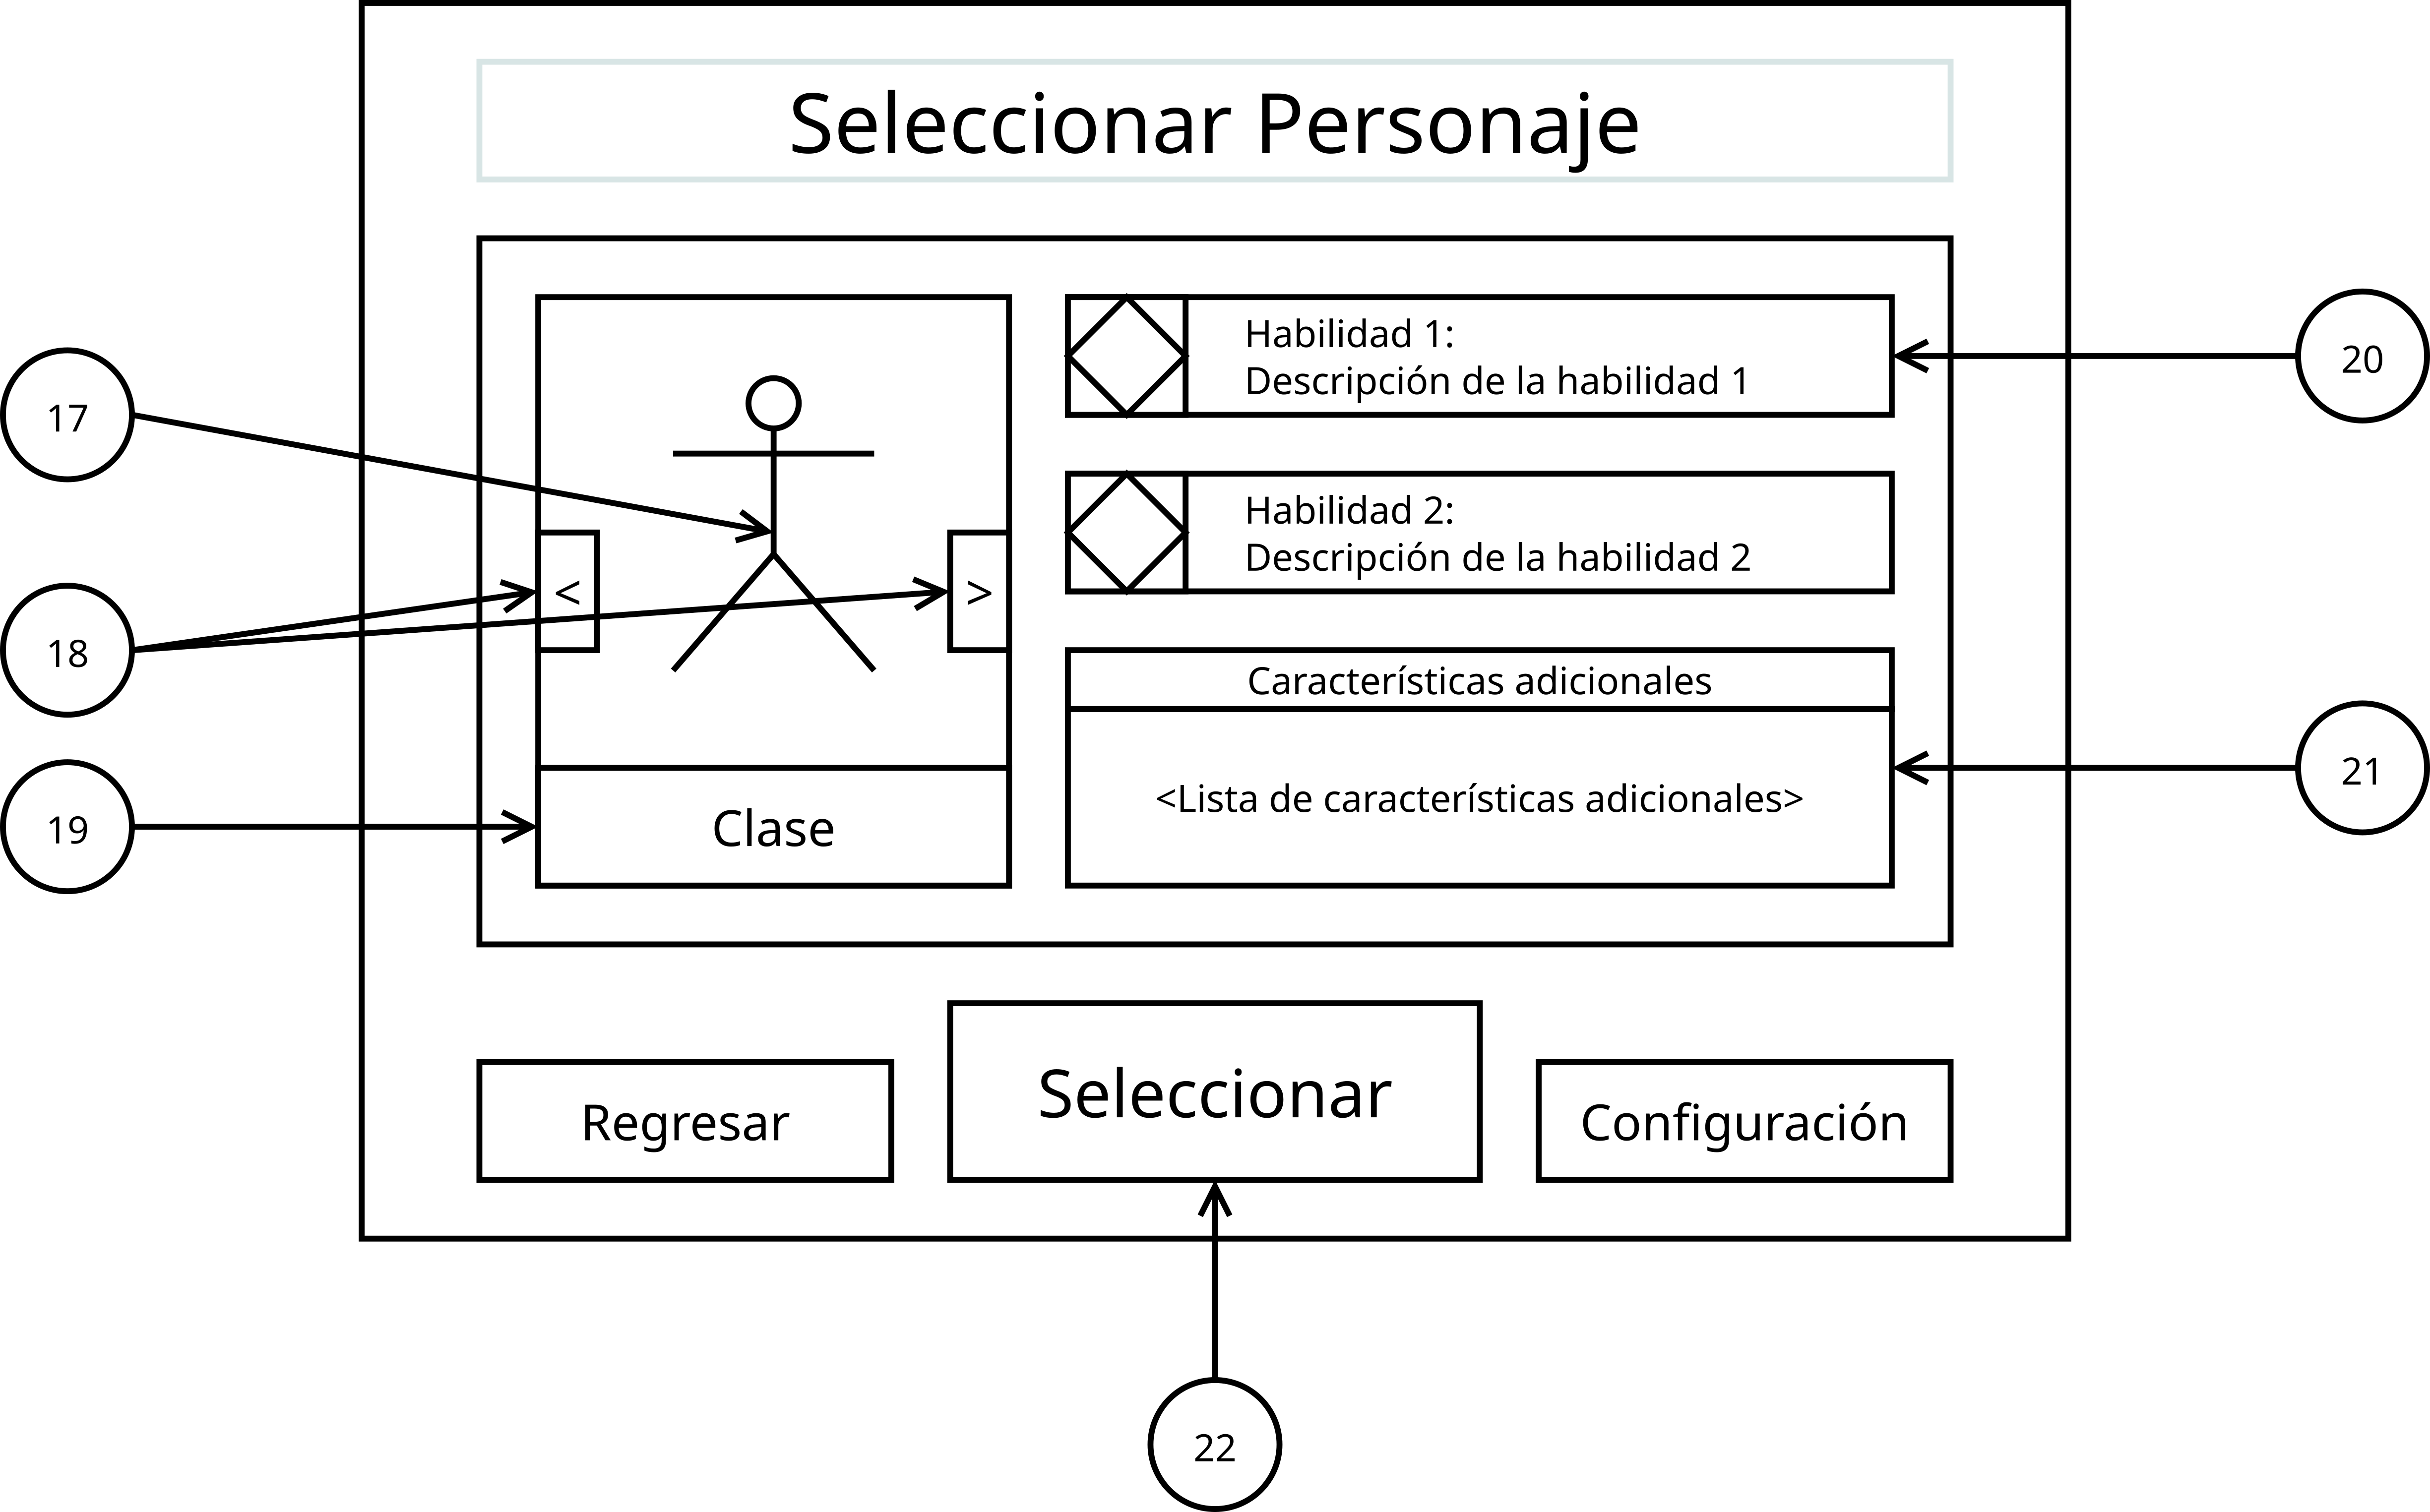 Seleccionar Personaje
17
18
19
<
>
Clase
Habilidad 1:
Descripción de la habilidad 1
Habilidad 2:
Descripción de la habilidad 2
Características adicionales
<Lista de características adicionales>
20
21
Regresar
Seleccionar
Configuración
22